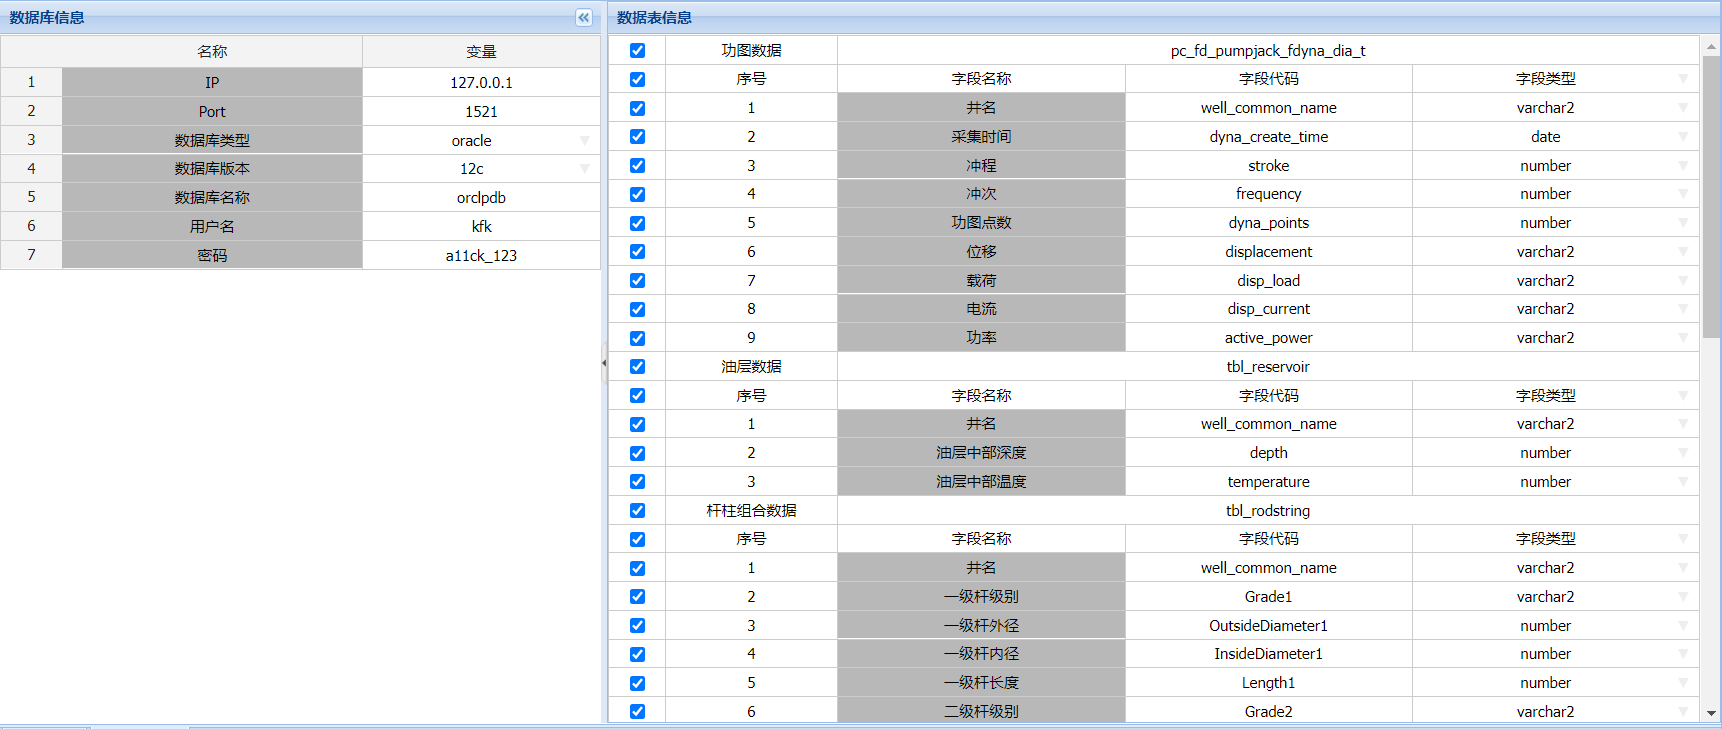 数据库信息
名称 变量
1 IP 127.0.0.1
2 Port 1521
3 数据库类型 oracle
4 数据库版本 12c
5 数据库名称 orclpdb
6 用户名 kfk
7 密码 a11ck_123
数据表信息
功图数据 pc_fd_pumpjack_fdyna_dia_t
序号 字段名称 字段代码 字段类型
1 井名 well_common_name varchar2
2 采集时间 dyna_create_time date
3 冲程 stroke number
4 冲次 frequency number
5 功图点数 dyna_points number
6 位移 displacement varchar2
7 载荷 disp_load varchar2
8 电流 disp_current varchar2
9 功率 active_power varchar2
油层数据 tbl_reservoir
序号 字段名称 字段代码 字段类型
1 井名 well_common_name varchar2
2 油层中部深度 depth number
3 油层中部温度 temperature number
杆柱组合数据 tbl_rodstring
序号 字段名称 字段代码 字段类型
1 井名 well_common_name varchar2
2 一级杆级别 Grade1 varchar2
3 一级杆外径 OutsideDiameter1 number
4 一级杆内径 InsideDiameter1 number
5 一级杆长度 Length1 number
6 二级杆级别 Grade2 varchar2